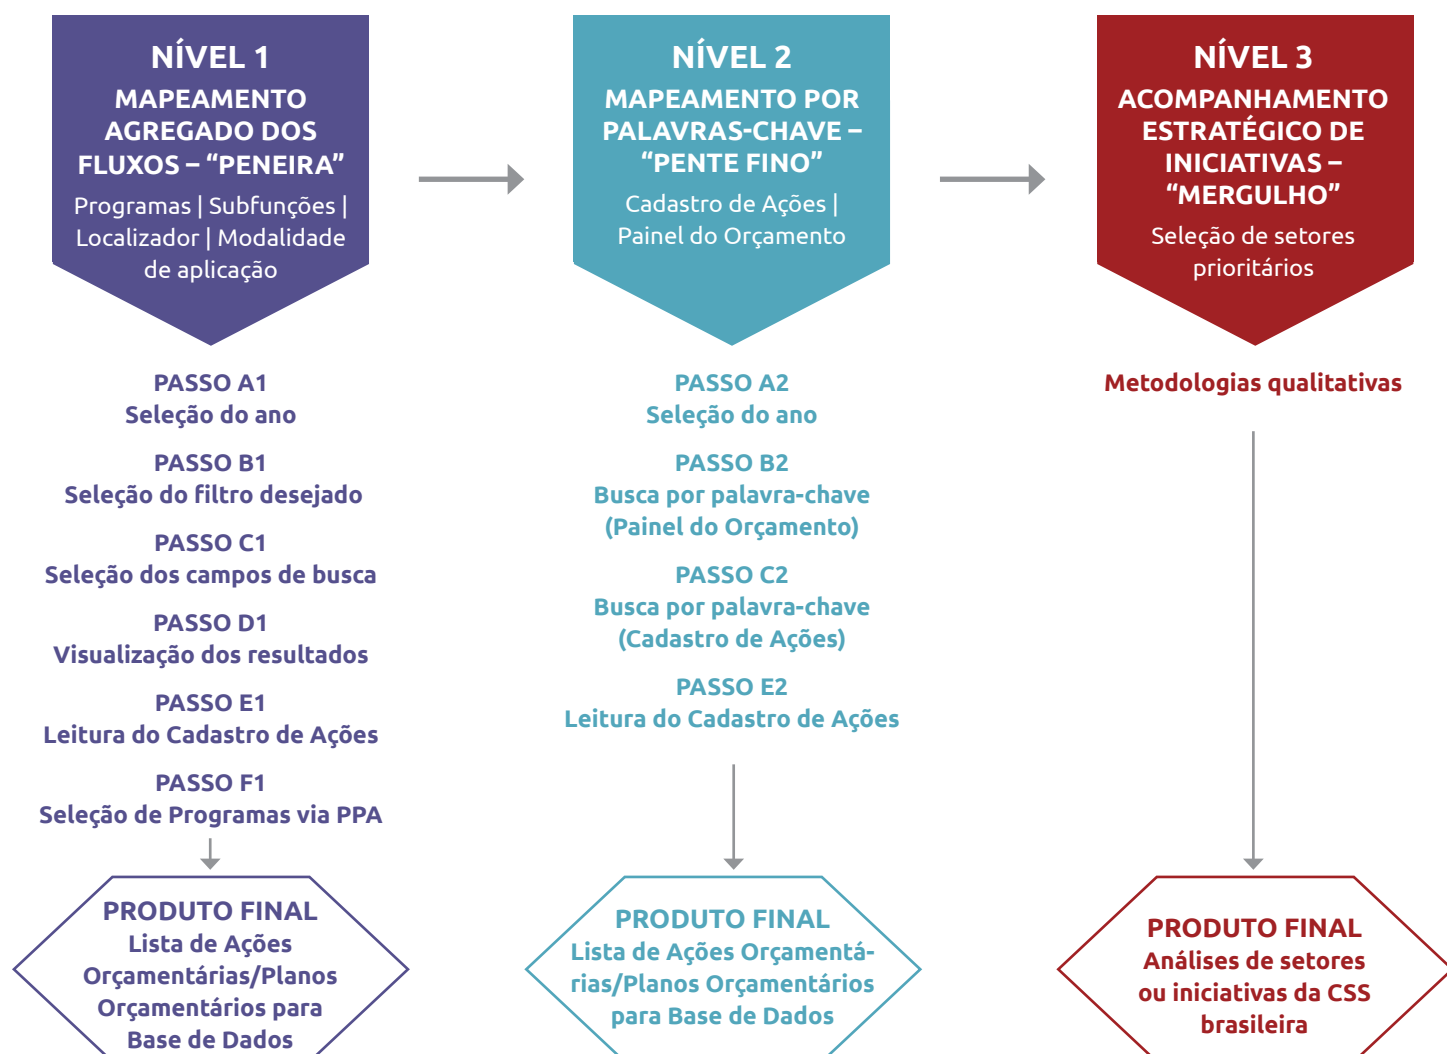 NÍVEL 1
MAPEAMENTO
AGREGADO DOS
FLUXOS – “PENEIRA”
Programas | Subfunções |
Localizador | Modalidade
de aplicação
PASSO A1
Seleção do ano
PASSO B1
Seleção do filtro desejado
PASSO C1
Seleção dos campos de busca
PASSO D1
Visualização dos resultados
PASSO E1
Leitura do Cadastro de Ações
PASSO F1
Seleção de Programas via PPA
PRODUTO FINAL
Lista de Ações
Orçamentárias/Planos
Orçamentários para
Base de Dados
NÍVEL 2
MAPEAMENTO POR
PALAVRAS-CHAVE –
“PENTE FINO”
Cadastro de Ações |
Painel do Orçamento
PASSO A2
Seleção do ano
PASSO B2
Busca por palavra-chave
(Painel do Orçamento)
PASSO C2
Busca por palavra-chave
(Cadastro de Ações)
PASSO E2
Leitura do Cadastro de Ações
PRODUTO FINAL
Lista de Ações Orçamentá-
rias/Planos Orçamentários
para Base de Dados
NÍVEL 3
ACOMPANHAMENTO
ESTRATÉGICO DE
INICIATIVAS –
“MERGULHO”
Seleção de setores
prioritários
Metodologias qualitativas
PRODUTO FINAL
Análises de setores
ou iniciativas da CSS
brasileira